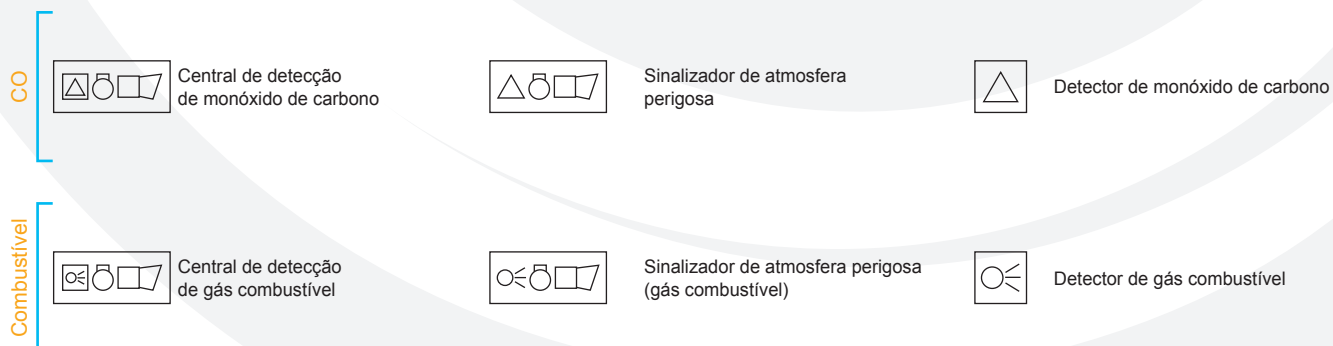 CO
Central de detecção
de monóxido de carbono
Sinalizador de atmosfera
perigosa
Detector de monóxido de carbono
Combustível
Central de detecção
de gás combustível
Sinalizador de atmosfera perigosa
(gás combustível)
Detector de gás combustível